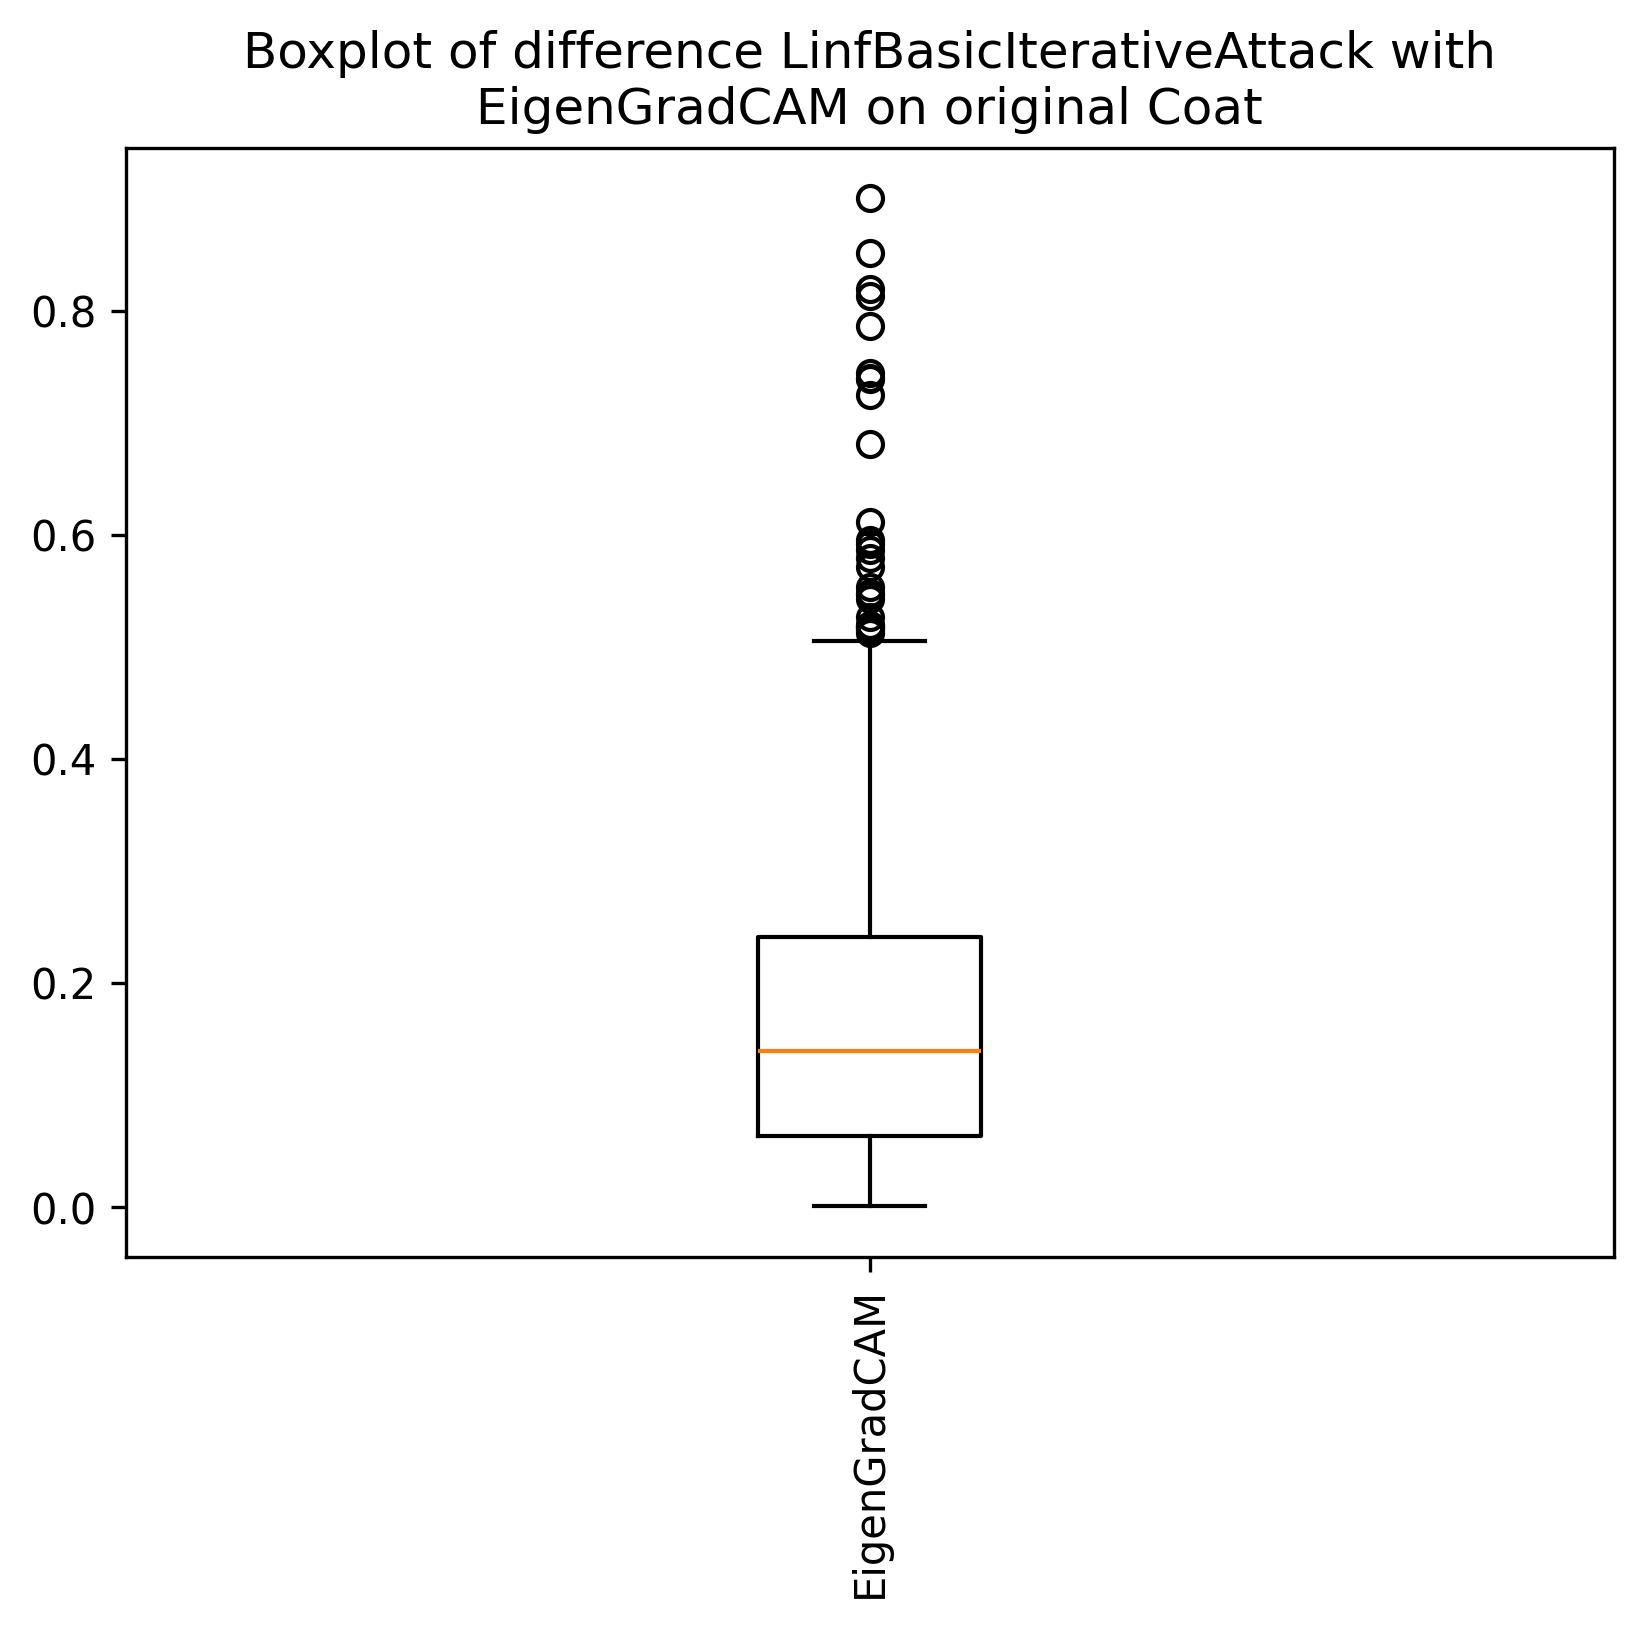 Boxplot of difference LinfBasicIterativeAttack with
EigenGradCAM on original Coat
0.8
0.6
0.4
0.2
0.0
EigenGradCAM